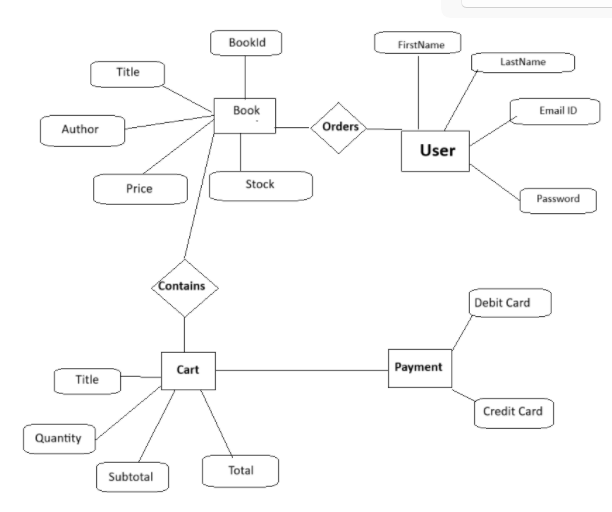 BookId
FirstName
LastName
Title
Book
Email ID
Author
Orders
User
Price
Stock
Password
Contains
Debit Card
Title
Cart
Payment
Quantity
Credit Card
Subtotal
Total